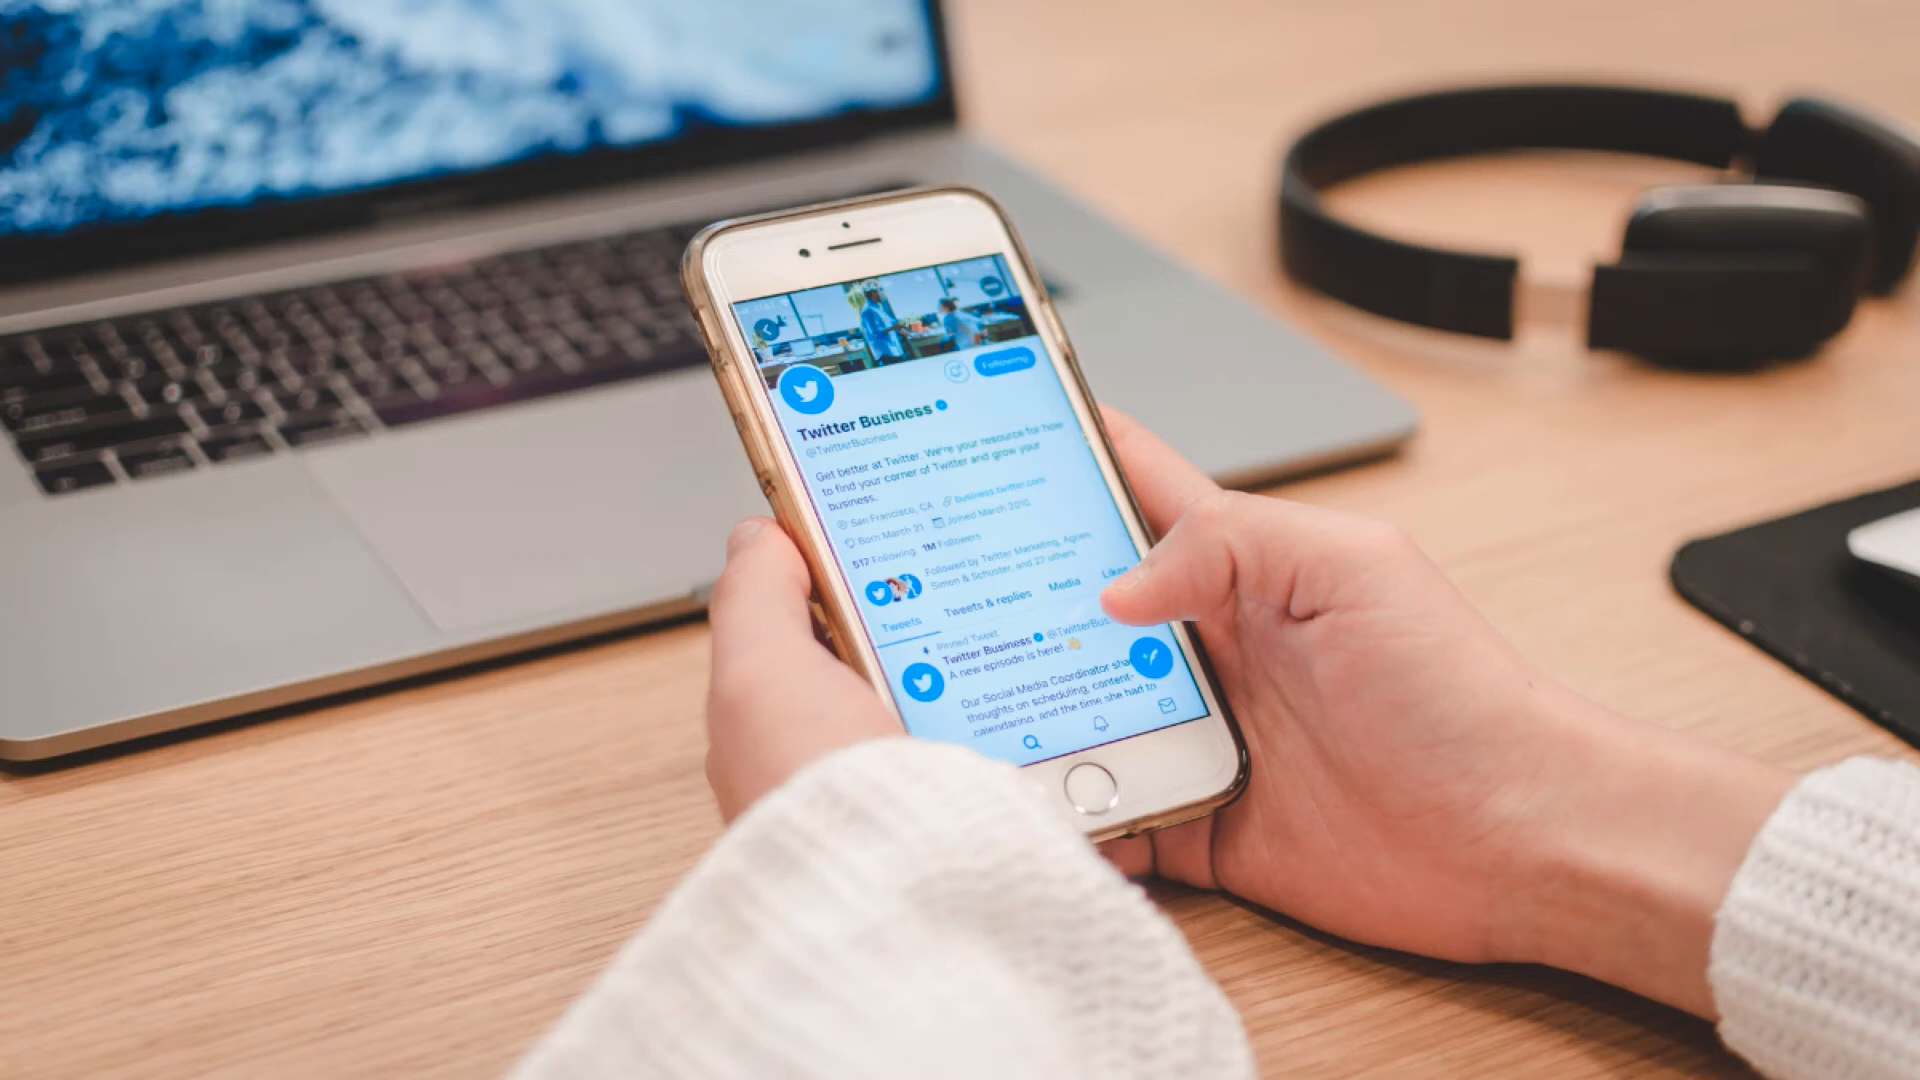 Following
Twitter Business
@TwitterBusiness
Get better at Twitter. We're your resource for how
to find your corner of Twitter and grow your
business.
San Francisco, CA business.twitter.com
Born March 21 Joined March 2010
517 Following 1M Followers
Followed by Twitter Marketing, Agnes,
Simon & Schuster, and 27 others
Tweets Tweets & replies Media Likes
Pinned Tweet
Twitter Business @TwitterBus
A new episode is here! 👋
Our Social Media Coordinator sha
thoughts on scheduling, content-
calendaring, and the time she had to